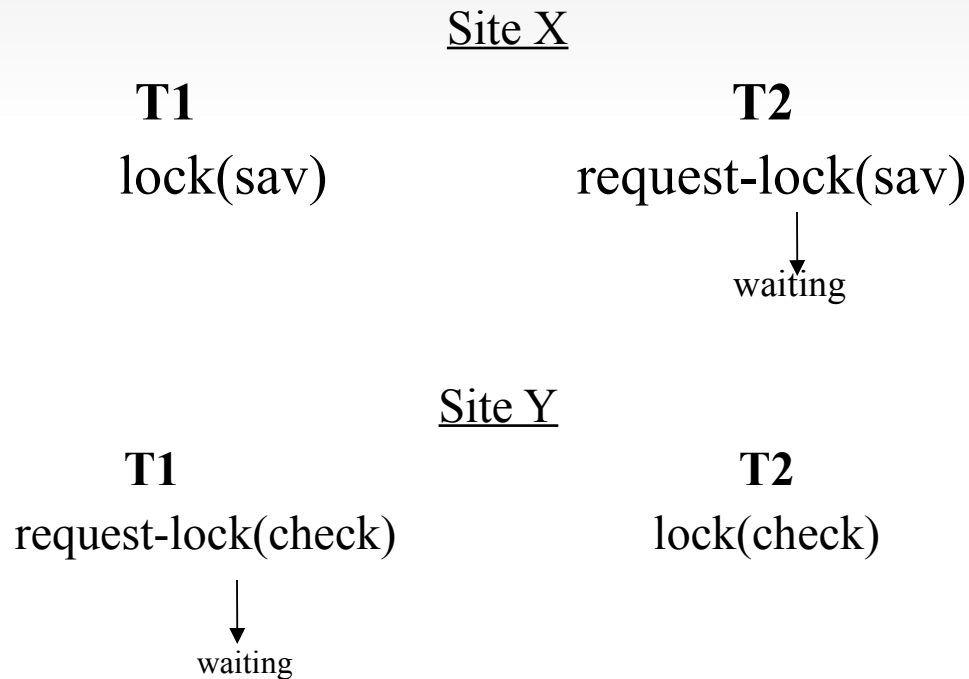 Site X
T1 T2
lock(sav) request-lock(sav)
waiting
Site Y
T1 T2
request-lock(check) lock(check)
waiting